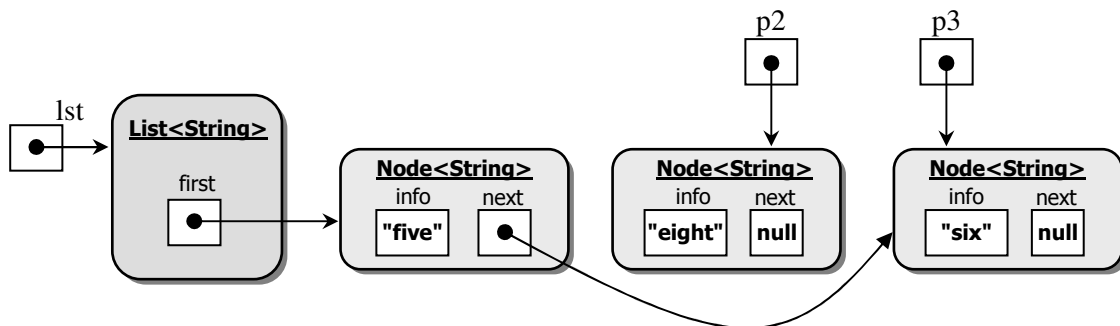 p2
p3
lst
List<String>
first
Node<String>
info next
"five"
Node<String>
info next
"eight" null
Node<String>
info next
"six" null